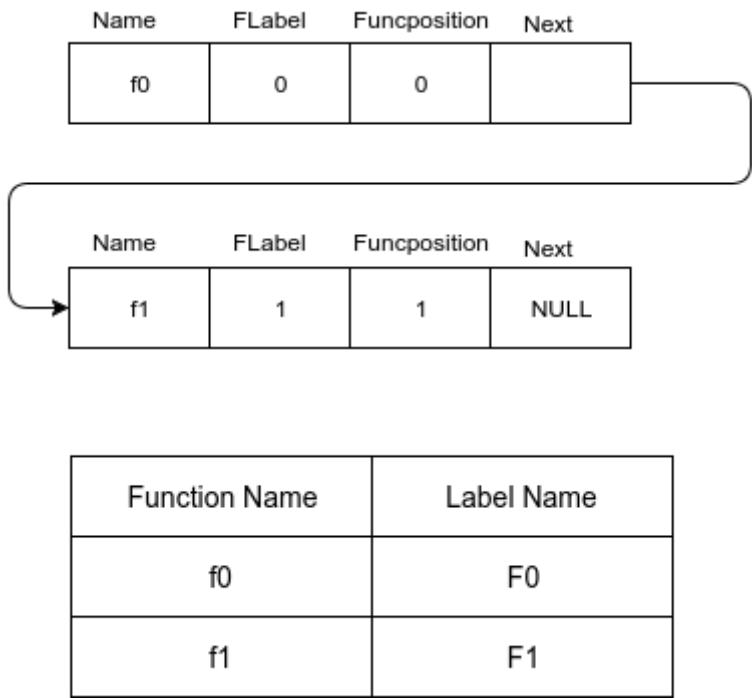 Name FLabel Funcposition Next
f0 0 0
Name FLabel Funcposition Next
f1 1 1 NULL
Function Name Label Name
f0 F0
f1 F1